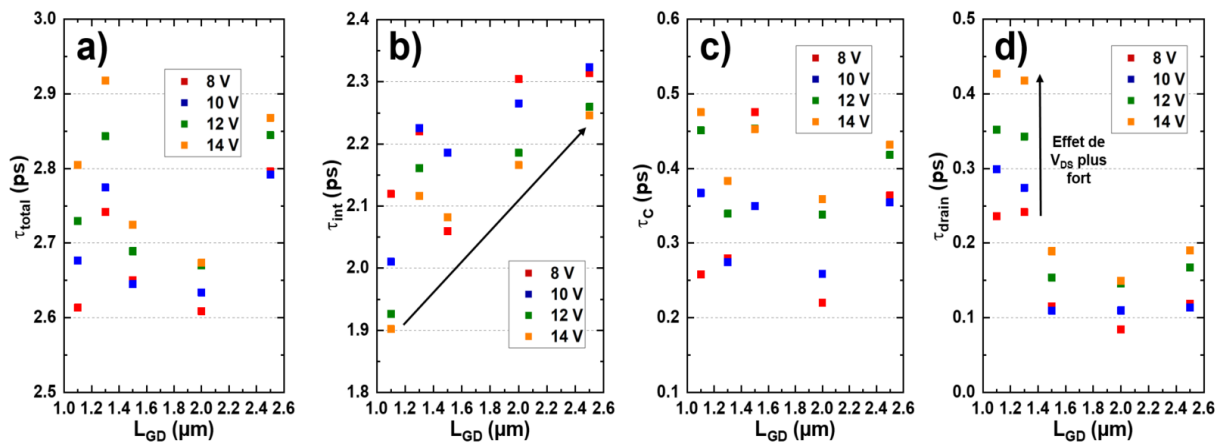 a)
3.0
2.9
2.8
2.7
2.6
2.5
τtotal (ps)
8 V
10 V
12 V
14 V
1.0 1.2 1.4 1.6 1.8 2.0 2.2 2.4 2.6
LGD (µm)
b)
2.4
2.3
2.2
2.1
2.0
1.9
1.8
τint (ps)
8 V
10 V
12 V
14 V
1.0 1.2 1.4 1.6 1.8 2.0 2.2 2.4 2.6
LGD (µm)
c)
0.6
0.5
0.4
0.3
0.2
0.1
τC (ps)
8 V
10 V
12 V
14 V
1.0 1.2 1.4 1.6 1.8 2.0 2.2 2.4 2.6
LGD (µm)
d)
0.5
0.4
0.3
0.2
0.1
0.0
τdrain (ps)
8 V
10 V
12 V
14 V
Effet de
VDS plus
fort
1.0 1.2 1.4 1.6 1.8 2.0 2.2 2.4 2.6
LGD (µm)